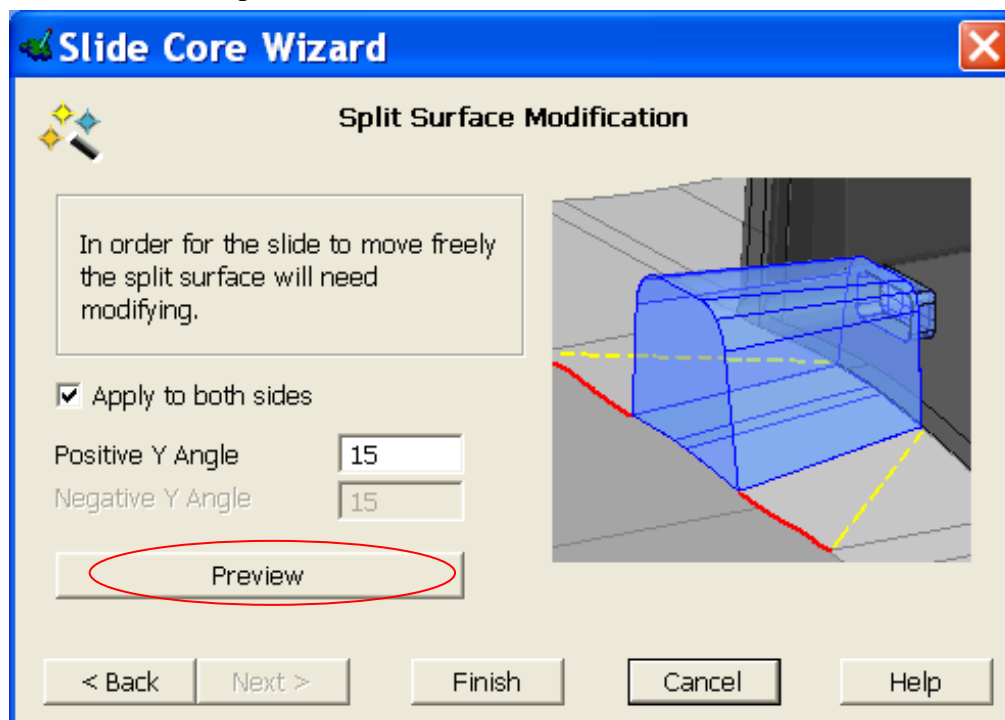 Slide Core Wizard
Split Surface Modification
In order for the slide to move freely
the split surface will need
modifying.
Apply to both sides
Positive Y Angle 15
Negative Y Angle 15
Preview
< Back Next > Finish Cancel Help